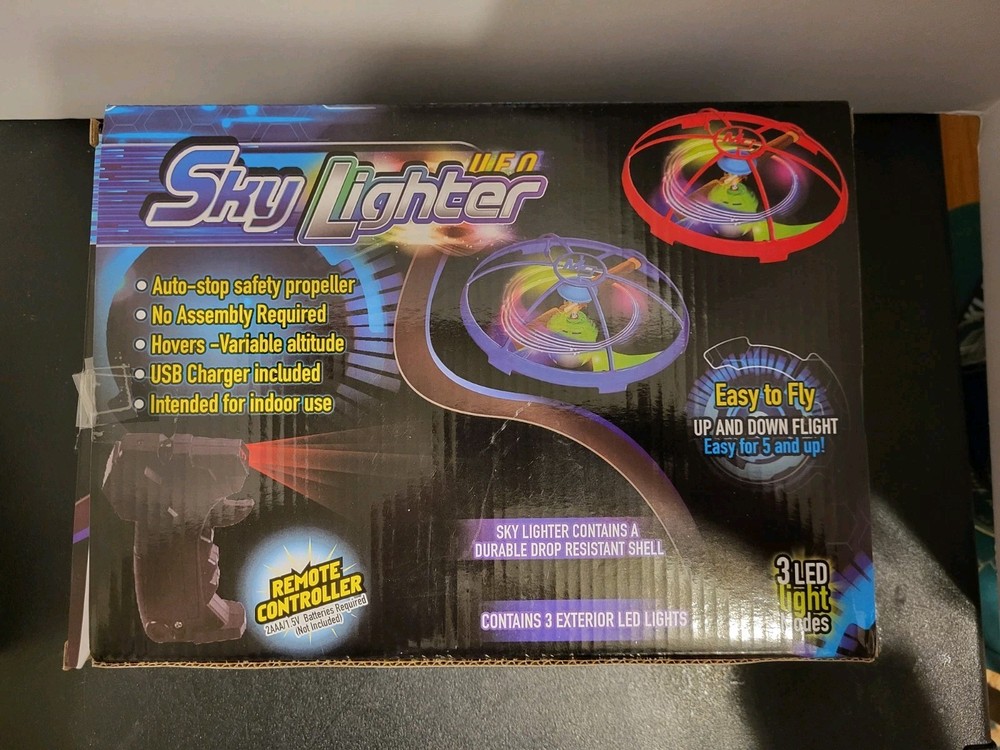 Sky Lighter
Auto-stop safety propeller
No Assembly Required
Hovers -Variable altitude
USB Charger included
Intended for indoor use
Easy to Fly
UP AND DOWN FLIGHT
Easy for 5 and up!
SKY LIGHTER CONTAINS A
DURABLE DROP RESISTANT SHELL
REMOTE
CONTROLLER
2AAA/1.5V Batteries Required
(Not Included)
CONTAINS 3 EXTERIOR LED LIGHTS
3 LED
light
odes